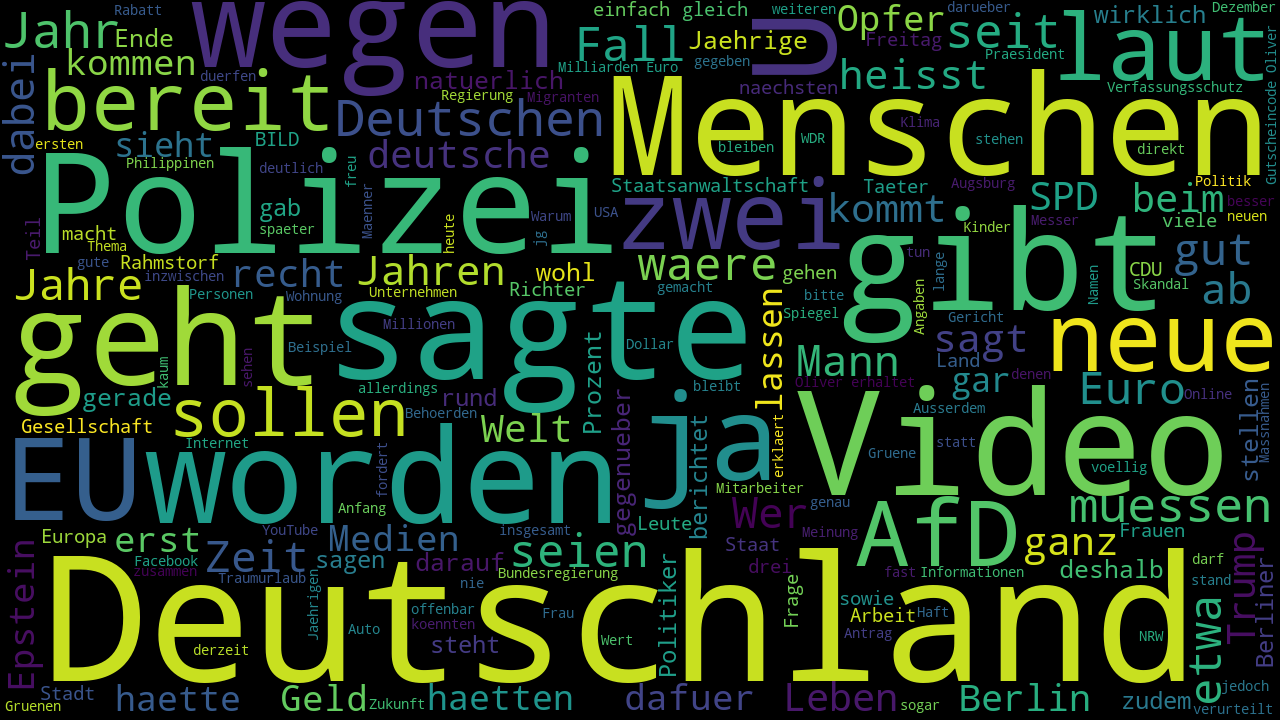 Rabatt
wegen
einfach gleich
weiteren
darueber
Dezember
Jahr
Ende
Fall
Jaehrige
U
Opfer
Freitag
seit
wirklich
laut
Praesident
kommen
duerfen
natuerlich
Milliarden Euro
gegeben
heisst
Verfassungsschutz
Gutscheincode Oliver
dabei
bereit
Regierung
Migranten
naechsten
Menschen
Deutschen
Klima
ersten
sieht
BILD
bleiben
WDR
stehen
direkt
Philippinen
deutlich
deutsche
freu
Polizei
Staatsanwaltschaft
Taeter
Augsburg
SPD
Politik
beim
besser
gab
Maenner
zwei
kommt
Teil
macht
spaeter
heute
Warum
USA
jg
gibt
Kinder
Messer
viele
neuen
Thema
gute
Rahmstorf
inzwischen
recht
Jahren
wohl
waere
gehen
tun
lange
Namen
CDU
Skandal
gut
ab
Jahre
Personen
Wohnung
Unternehmen
Richter
gemacht
bitte
Spiegel
Angaben
Gericht
geht
Millionen
sagte
Beispiel
Dollar
lassen
sagt
neue
kaum
sehen
Prozent
Mann
Land
denen
allerdings
bleibt
Oliver erhaltet
gar
Euro
Online
gerade
sollen
rund
Behoerden
Welt
gegenueber
ja
Video
Ausserdem
Gesellschaft
Internet
fordert
berichtet
erklaert
Gruene
statt
stellen
Massnahmen
EU
worden
voellig
Anfang
Mitarbeiter
genau
muessen
Leute
Wer
AfD
Europa
erst
YouTube
Medien
insgesamt
seien
Staat
Meinung
ganz
Frauen
Zeit
Facebook
zusammen
Traumurlaub
sagen
darauf
Bundesregierung
drei
fast
Informationen
deshalb
darf
Trump
Berliner
Epstein
Deutschland
Jaehrigen
nie
Politiker
Frage
stand
offenbar
Frau
sowie
Arbeit
Haft
etwa
Auto
koennten
Antrag
derzeit
steht
Wert
NRW
Stadt
haette
Geld
Zukunft
haetten
dafuer
Leben
sogar
Berlin
zudem
jedoch
Gruenen
verurteilt